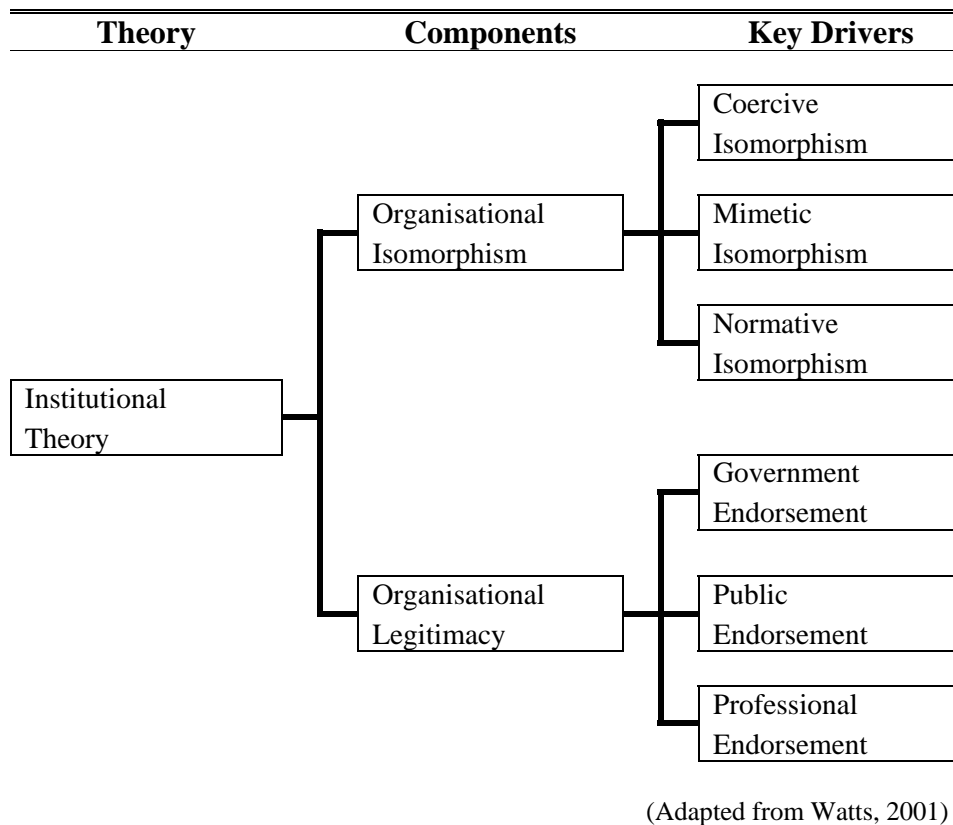 Theory Components Key Drivers
Coercive
Isomorphism
Organisational
Isomorphism
Mimetic
Isomorphism
Normative
Isomorphism
Institutional
Theory
Government
Endorsement
Organisational
Legitimacy
Public
Endorsement
Professional
Endorsement
(Adapted from Watts, 2001)